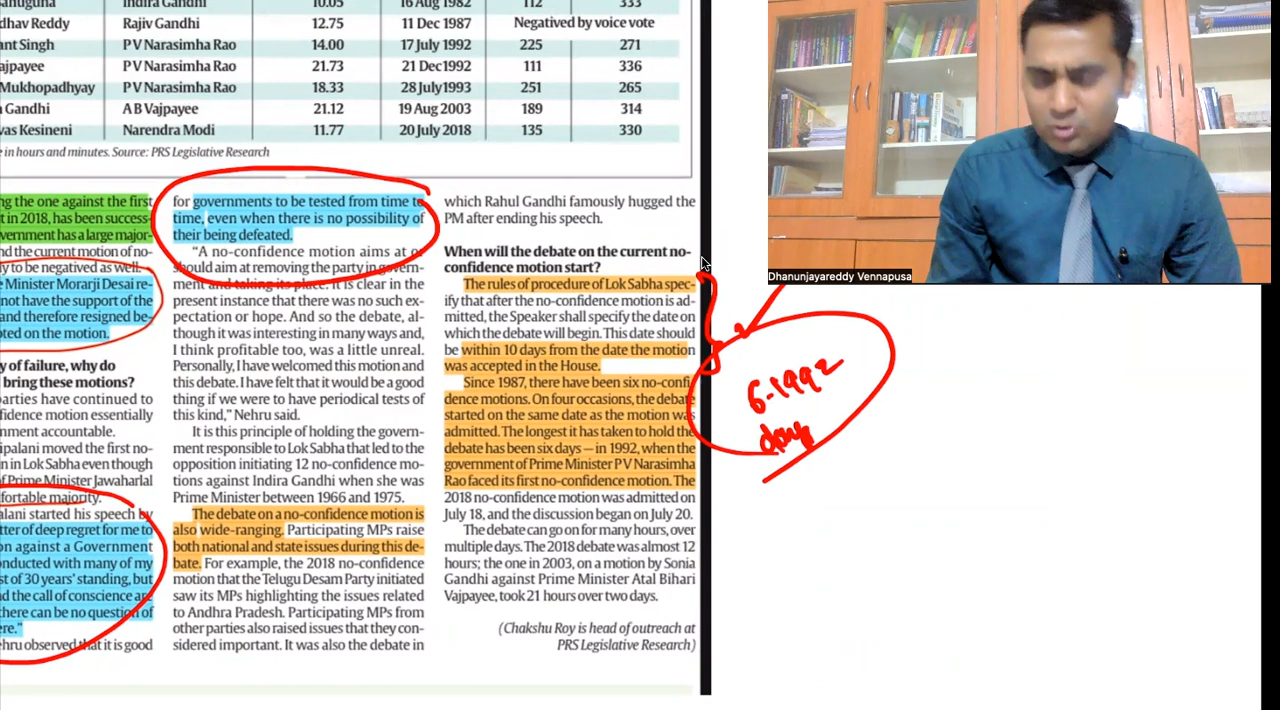 anuguna Indira Gandhi 10.05 16 Aug 1982 112 333
dhav Reddy Rajiv Gandhi 12.75 11 Dec 1987 Negatived by voice vote
ant Singh P V Narasimha Rao 14.00 17 July 1992 225 271
ajpayee P V Narasimha Rao 21.73 21 Dec1992 111 336
Mukhopadhyay P V Narasimha Rao 18.33 28 July1993 251 265
Gandhi A B Vajpayee 21.12 19 Aug 2003 189 314
vas Kesineni Narendra Modi 11.77 20 July 2018 135 330
e in hours and minutes. Source: PRS Legislative Research
ng the one against the first
t in 2018, has been success-
vernment has a large major-
nd the current motion of no-
ly to be negatived as well.
e Minister Morarji Desai re-
not have the support of the
and therefore resigned be-
oted on the motion.
y of failure, why do
bring these motions?
parties have continued to
fidence motion essentially
nment accountable.
ipalani moved the first no-
n in Lok Sabha even though
f Prime Minister Jawaharlal
fortable majority.
alani started his speech by
tter of deep regret for me to
on against a Government
onducted with many of my
st of 30 years' standing, but
nd the call of conscience are
there can be no question of
ere."
ehru observed that it is good
for governments to be tested from time to
time, even when there is no possibility of
their being defeated.
"A no-confidence motion aims at or
should aim at removing the party in govern-
ment and taking its place. It is clear in the
present instance that there was no such ex-
pectation or hope. And so the debate, al-
though it was interesting in many ways and,
I think profitable too, was a little unreal.
Personally, I have welcomed this motion and
this debate. I have felt that it would be a good
thing if we were to have periodical tests of
this kind," Nehru said.
It is this principle of holding the govern-
ment responsible to Lok Sabha that led to the
opposition initiating 12 no-confidence mo-
tions against Indira Gandhi when she was
Prime Minister between 1966 and 1975.
The debate on a no-confidence motion is
also wide-ranging. Participating MPs raise
both national and state issues during this de-
bate. For example, the 2018 no-confidence
motion that the Telugu Desam Party initiated
saw its MPs highlighting the issues related
to Andhra Pradesh. Participating MPs from
other parties also raised issues that they con-
sidered important. It was also the debate in
which Rahul Gandhi famously hugged the
PM after ending his speech.
When will the debate on the current no-
confidence motion start?
The rules of procedure of Lok Sabha spec-
ify that after the no-confidence motion is ad-
mitted, the Speaker shall specify the date on
which the debate will begin. This date should
be within 10 days from the date the motion
was accepted in the House.
Since 1987, there have been six no-confi
dence motions. On four occasions, the debate
started on the same date as the motion was
admitted. The longest it has taken to hold the
debate has been six days — in 1992, when the
government of Prime Minister P V Narasimha
Rao faced its first no-confidence motion. The
2018 no-confidence motion was admitted on
July 18, and the discussion began on July 20.
The debate can go on for many hours, over
multiple days. The 2018 debate was almost 12
hours; the one in 2003, on a motion by Sonia
Gandhi against Prime Minister Atal Bihari
Vajpayee, took 21 hours over two days.
(Chakshu Roy is head of outreach at
PRS Legislative Research)
6-1992
days
Dhanunjayareddy Vennapusa